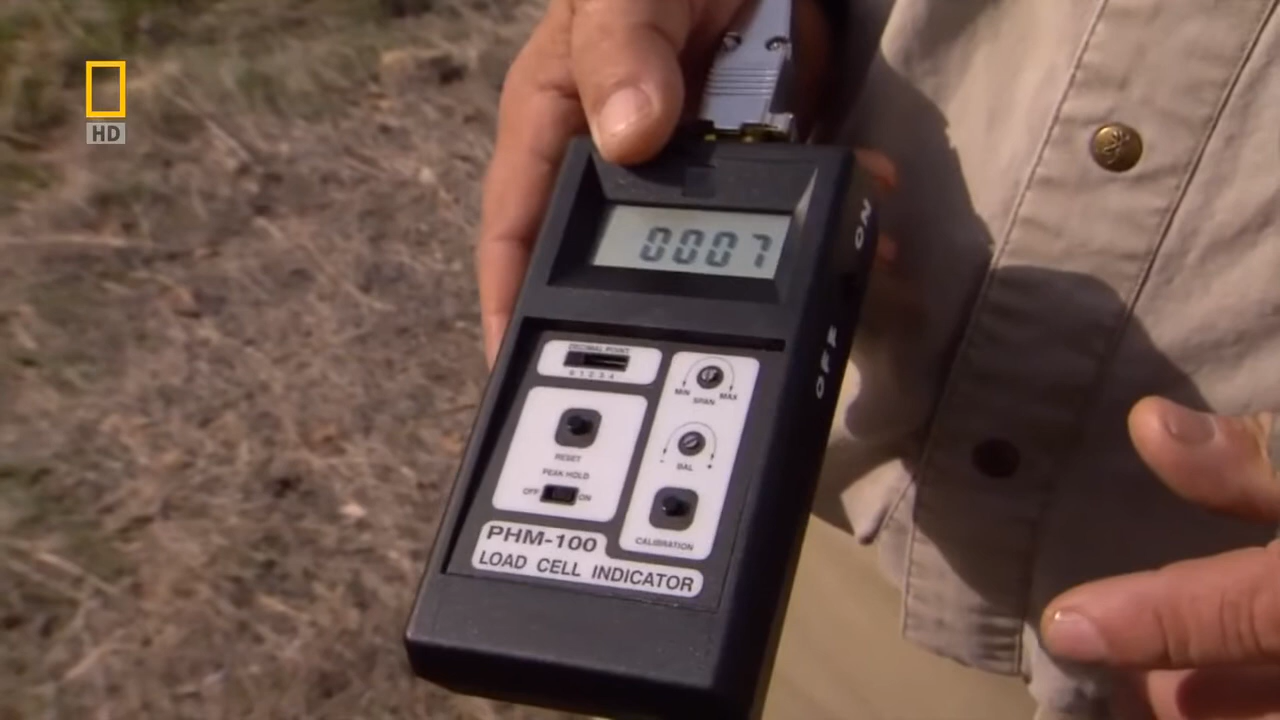 HD
0007
ON
OFF
DECIMAL POINT
0 1 2 3 4
MIN
MAX
SPAN
RESET
- BAL +
PEAK HOLD
OFF ON
CALIBRATION
PHM-100
LOAD CELL INDICATOR